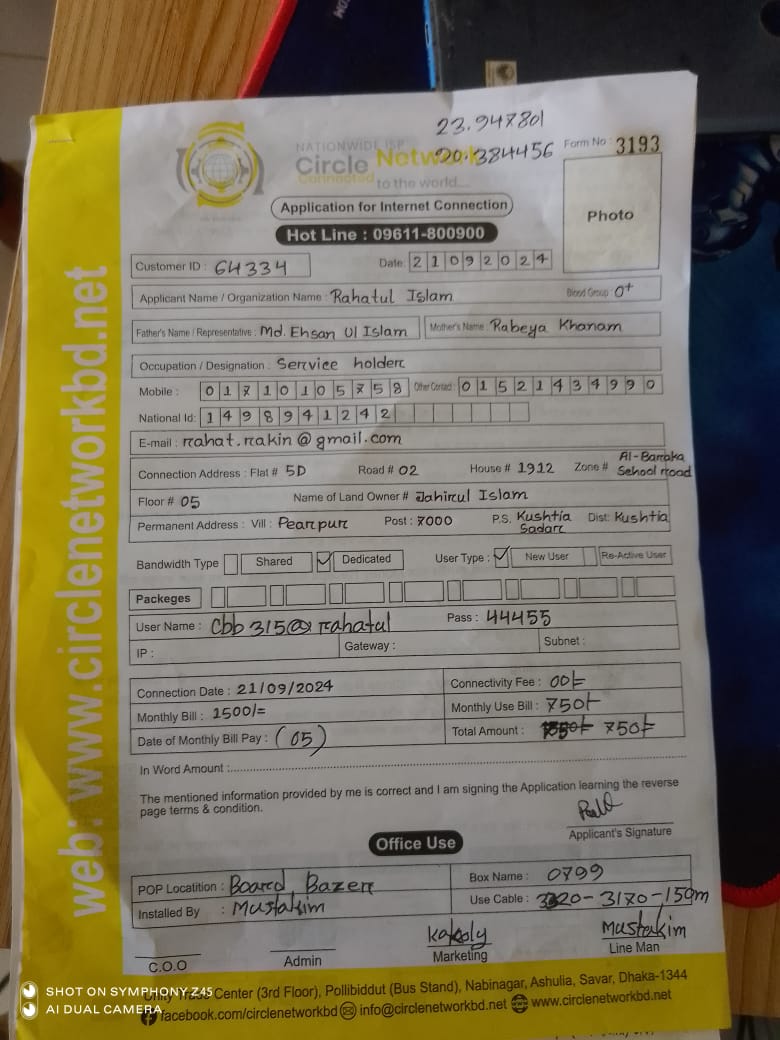 23.947801
NATIONWIDE ISP
Circle Network 20.384456
Form No : 3193
Connected to the world....
Photo
Application for Internet Connection
Hot Line : 09611-800900
Customer ID : 64334 Date: 21092024
Applicant Name / Organization Name : Rahatul Islam Blood Group : O+
Father's Name / Representative : Md. Ehsan Ul Islam Mother's Name : Rabeya Khanam
Occupation / Designation : Service holder
Mobile : 01710105758 Other Contact : 01521434990
National Id: 1498941242
E-mail : rahat.rakin@gmail.com
Connection Address : Flat # 5D Road # 02 House # 1912 Zone # Al-Barraka School road
Floor # 05 Name of Land Owner # Jahirul Islam
Permanent Address : Vill : Pearpur Post : 7000 P.S. Kushtia Sadar Dist: Kushtia
Bandwidth Type Shared Dedicated User Type : New User Re-Active User
Packeges
User Name : cbb315@rahatul Pass : 44455
IP : Gateway : Subnet :
Connection Date : 21/09/2024 Connectivity Fee : 00/=
Monthly Bill : 1500/= Monthly Use Bill : 750/-
Date of Monthly Bill Pay : (05) Total Amount : 750/=
In Word Amount :
The mentioned information provided by me is correct and I am signing the Application learning the reverse
page terms & condition.
Applicant's Signature
Office Use
POP Locatition : Board Bazer Box Name : 0799
Installed By : Mustakim Use Cable : 3320-3170-150m
C.O.O Admin Kakoly Marketing Mustakim Line Man
Unity Trade Center (3rd Floor), Pollibiddut (Bus Stand), Nabinagar, Ashulia, Savar, Dhaka-1344
facebook.com/circlenetworkbd info@circlenetworkbd.net www.circlenetworkbd.net
web: www.circlenetworkbd.net
SHOT ON SYMPHONY Z45
AI DUAL CAMERA